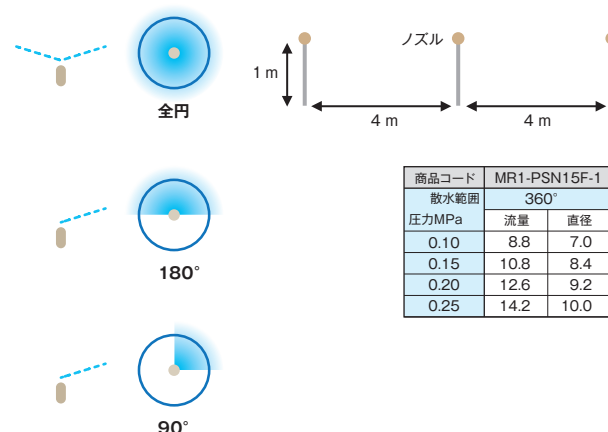 全円
180°
90°
ノズル
1 m
4 m
4 m
商品コード MR1-PSN15F-1
散水範囲 360°
圧力MPa 流量 直径
0.10 8.8 7.0
0.15 10.8 8.4
0.20 12.6 9.2
0.25 14.2 10.0